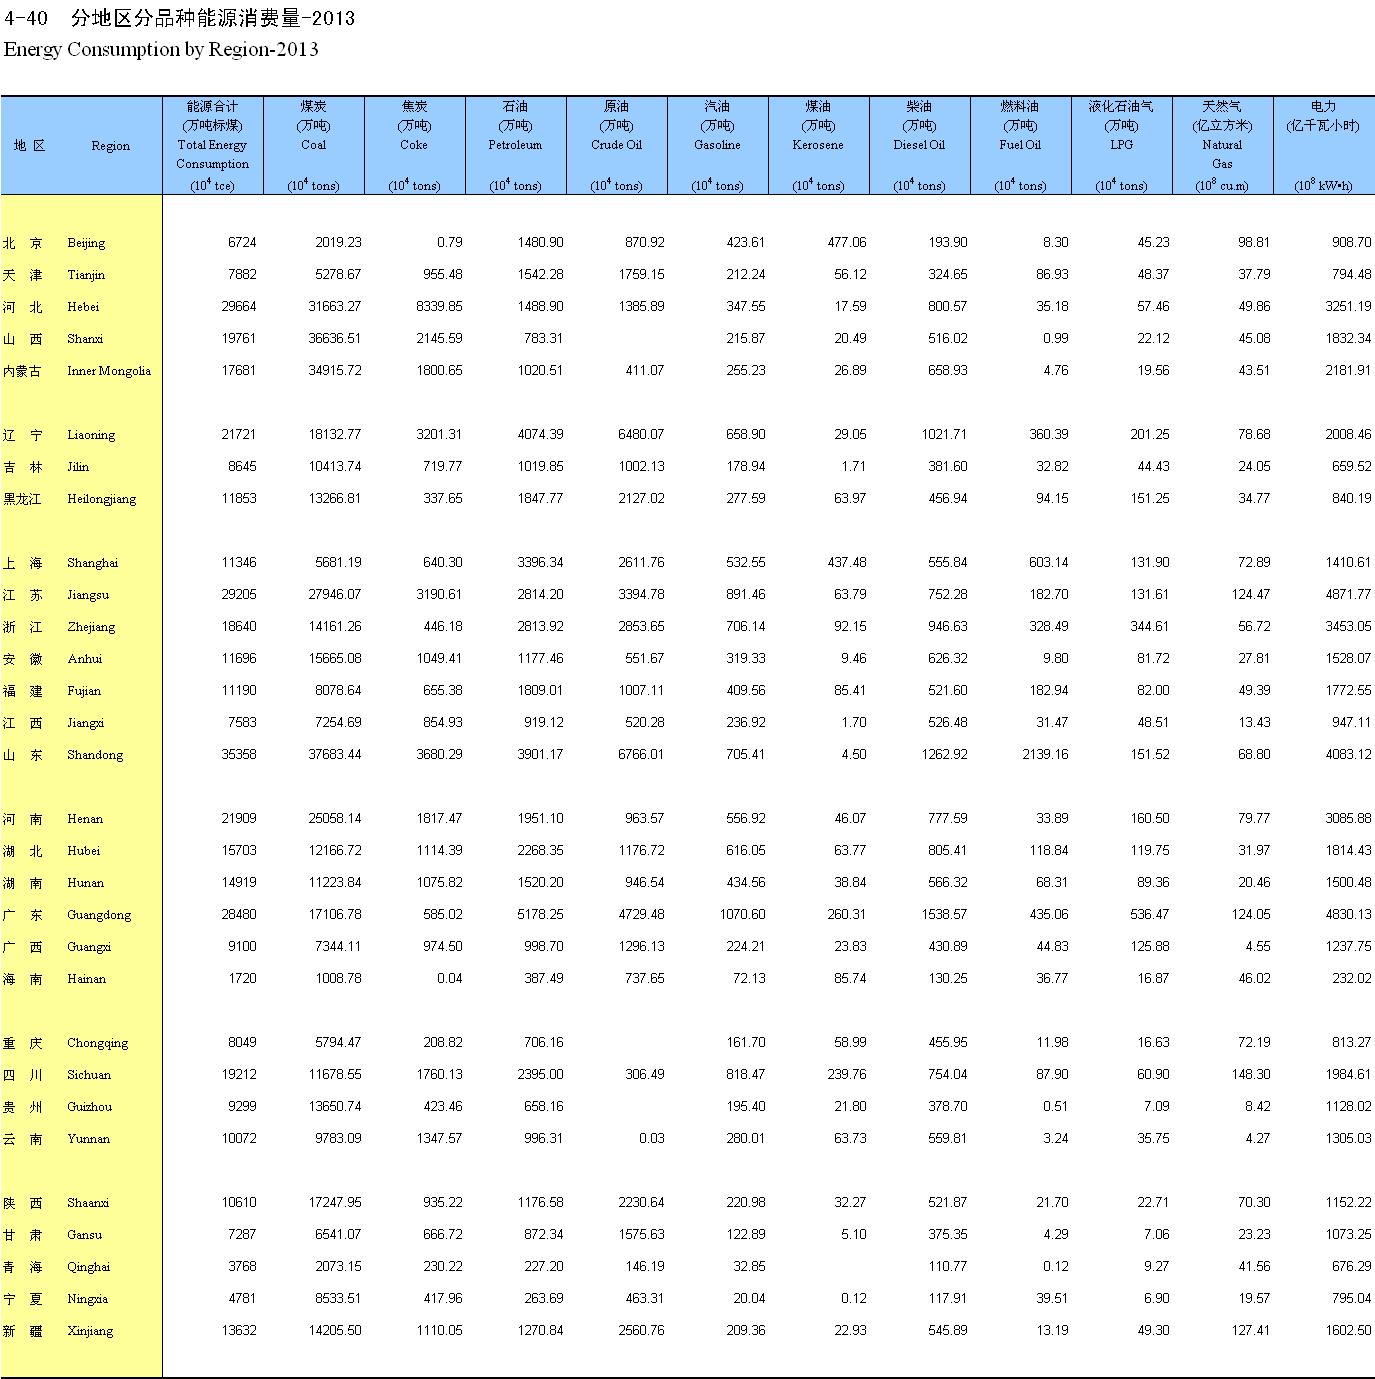 4-40 分地区分品种能源消费量-2013
Energy Consumption by Region-2013
地 区 Region 能源合计 (万吨标煤) Total Energy Consumption (10⁴ tce) 煤炭 (万吨) Coal (10⁴ tons) 焦炭 (万吨) Coke (10⁴ tons) 石油 (万吨) Petroleum (10⁴ tons) 原油 (万吨) Crude Oil (10⁴ tons) 汽油 (万吨) Gasoline (10⁴ tons) 煤油 (万吨) Kerosene (10⁴ tons) 柴油 (万吨) Diesel Oil (10⁴ tons) 燃料油 (万吨) Fuel Oil (10⁴ tons) 液化石油气 (万吨) LPG (10⁴ tons) 天然气 (亿立方米) Natural Gas (10⁸ cu.m) 电力 (亿千瓦小时) (10⁸ kW•h)
北 京 Beijing 6724 2019.23 0.79 1480.90 870.92 423.61 477.06 193.90 8.30 45.23 98.81 908.70
天 津 Tianjin 7882 5278.67 955.48 1542.28 1759.15 212.24 56.12 324.65 86.93 48.37 37.79 794.48
河 北 Hebei 29664 31663.27 8339.85 1488.90 1385.89 347.55 17.59 800.57 35.18 57.46 49.86 3251.19
山 西 Shanxi 19761 36636.51 2145.59 783.31 215.87 20.49 516.02 0.99 22.12 45.08 1832.34
内蒙古 Inner Mongolia 17681 34915.72 1800.65 1020.51 411.07 255.23 26.89 658.93 4.76 19.56 43.51 2181.91
辽 宁 Liaoning 21721 18132.77 3201.31 4074.39 6480.07 658.90 29.05 1021.71 360.39 201.25 78.68 2008.46
吉 林 Jilin 8645 10413.74 719.77 1019.85 1002.13 178.94 1.71 381.60 32.82 44.43 24.05 659.52
黑龙江 Heilongjiang 11853 13266.81 337.65 1847.77 2127.02 277.59 63.97 456.94 94.15 151.25 34.77 840.19
上 海 Shanghai 11346 5681.19 640.30 3396.34 2611.76 532.55 437.48 555.84 603.14 131.90 72.89 1410.61
江 苏 Jiangsu 29205 27946.07 3190.61 2814.20 3394.78 891.46 63.79 752.28 182.70 131.61 124.47 4871.77
浙 江 Zhejiang 18640 14161.26 446.18 2813.92 2853.65 706.14 92.15 946.63 328.49 344.61 56.72 3453.05
安 徽 Anhui 11696 15665.08 1049.41 1177.46 551.67 319.33 9.46 626.32 9.80 81.72 27.81 1528.07
福 建 Fujian 11190 8078.64 655.38 1809.01 1007.11 409.56 85.41 521.60 182.94 82.00 49.39 1772.55
江 西 Jiangxi 7583 7254.69 854.93 919.12 520.28 236.92 1.70 526.48 31.47 48.51 13.43 947.11
山 东 Shandong 35358 37683.44 3680.29 3901.17 6766.01 705.41 4.50 1262.92 2139.16 151.52 68.80 4083.12
河 南 Henan 21909 25058.14 1817.47 1951.10 963.57 556.92 46.07 777.59 33.89 160.50 79.77 3085.88
湖 北 Hubei 15703 12166.72 1114.39 2268.35 1176.72 616.05 63.77 805.41 118.84 119.75 31.97 1814.43
湖 南 Hunan 14919 11223.84 1075.82 1520.20 946.54 434.56 38.84 566.32 68.31 89.36 20.46 1500.48
广 东 Guangdong 28480 17106.78 585.02 5178.25 4729.48 1070.60 260.31 1538.57 435.06 536.47 124.05 4830.13
广 西 Guangxi 9100 7344.11 974.50 998.70 1296.13 224.21 23.83 430.89 44.83 125.88 4.55 1237.75
海 南 Hainan 1720 1008.78 0.04 387.49 737.65 72.13 85.74 130.25 36.77 16.87 46.02 232.02
重 庆 Chongqing 8049 5794.47 208.82 706.16 161.70 58.99 455.95 11.98 16.63 72.19 813.27
四 川 Sichuan 19212 11678.55 1760.13 2395.00 306.49 818.47 239.76 754.04 87.90 60.90 148.30 1984.61
贵 州 Guizhou 9299 13650.74 423.46 658.16 195.40 21.80 378.70 0.51 7.09 8.42 1128.02
云 南 Yunnan 10072 9783.09 1347.57 996.31 0.03 280.01 63.73 559.81 3.24 35.75 4.27 1305.03
陕 西 Shaanxi 10610 17247.95 935.22 1176.58 2230.64 220.98 32.27 521.87 21.70 22.71 70.30 1152.22
甘 肃 Gansu 7287 6541.07 666.72 872.34 1575.63 122.89 5.10 375.35 4.29 7.06 23.23 1073.25
青 海 Qinghai 3768 2073.15 230.22 227.20 146.19 32.85 110.77 0.12 9.27 41.56 676.29
宁 夏 Ningxia 4781 8533.51 417.96 263.69 463.31 20.04 0.12 117.91 39.51 6.90 19.57 795.04
新 疆 Xinjiang 13632 14205.50 1110.05 1270.84 2560.76 209.36 22.93 545.89 13.19 49.30 127.41 1602.50